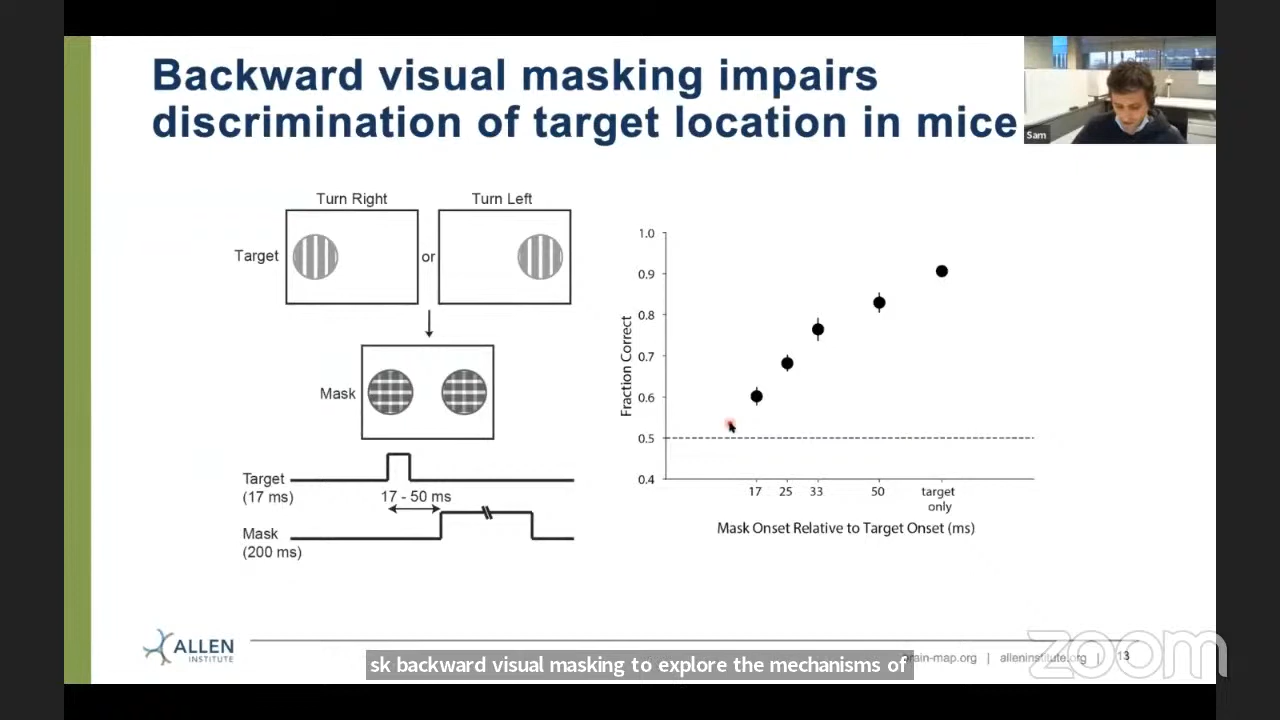 Backward visual masking impairs
discrimination of target location in mice
Sam
Turn Right
Turn Left
Target
or
Mask
Target
(17 ms)
17 - 50 ms
Mask
(200 ms)
1.0
0.9
0.8
0.7
0.6
0.5
0.4
Fraction Correct
17
25
33
50
target
only
Mask Onset Relative to Target Onset (ms)
ALLEN
INSTITUTE
brain-map.org | alleninstitute.org | 13
sk backward visual masking to explore the mechanisms of
zoom